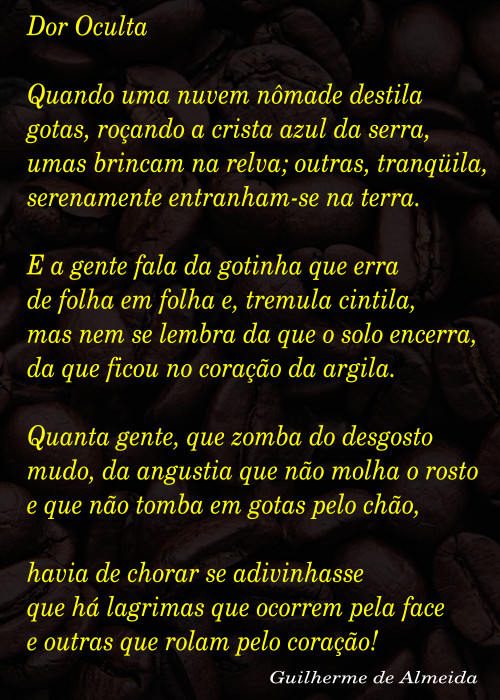 Dor Oculta
Quando uma nuvem nômade destila
gotas, roçando a crista azul da serra,
umas brincam na relva; outras, tranqüila,
serenamente entranham-se na terra.
E a gente fala da gotinha que erra
de folha em folha e, tremula cintila,
mas nem se lembra da que o solo encerra,
da que ficou no coração da argila.
Quanta gente, que zomba do desgosto
mudo, da angustia que não molha o rosto
e que não tomba em gotas pelo chão,
havia de chorar se adivinhasse
que há lagrimas que ocorrem pela face
e outras que rolam pelo coração!
Guilherme de Almeida